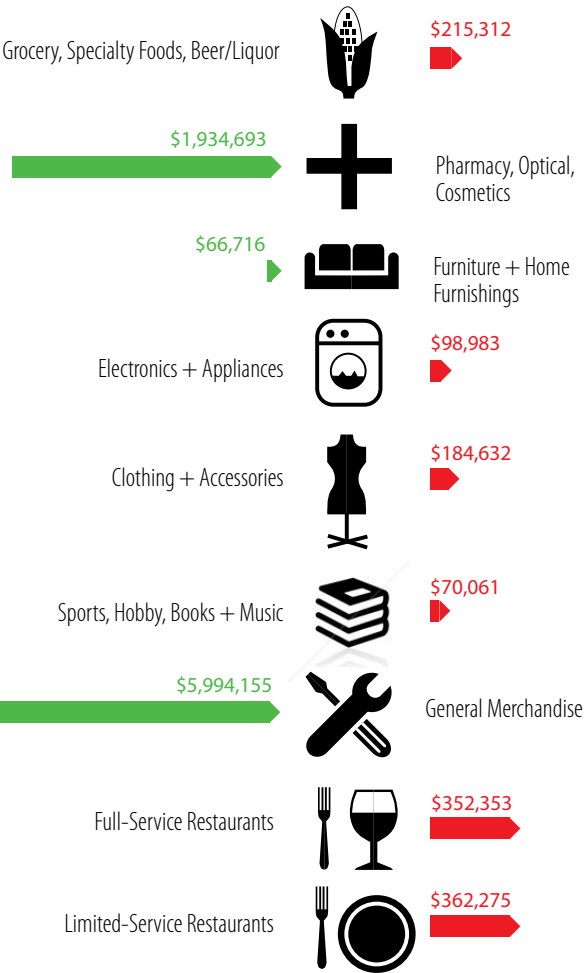 $215,312
Grocery, Specialty Foods, Beer/Liquor
$1,934,693
Pharmacy, Optical,
Cosmetics
$66,716
Furniture + Home
Furnishings
$98,983
Electronics + Appliances
$184,632
Clothing + Accessories
$70,061
Sports, Hobby, Books + Music
$5,994,155
General Merchandise
$352,353
Full-Service Restaurants
$362,275
Limited-Service Restaurants